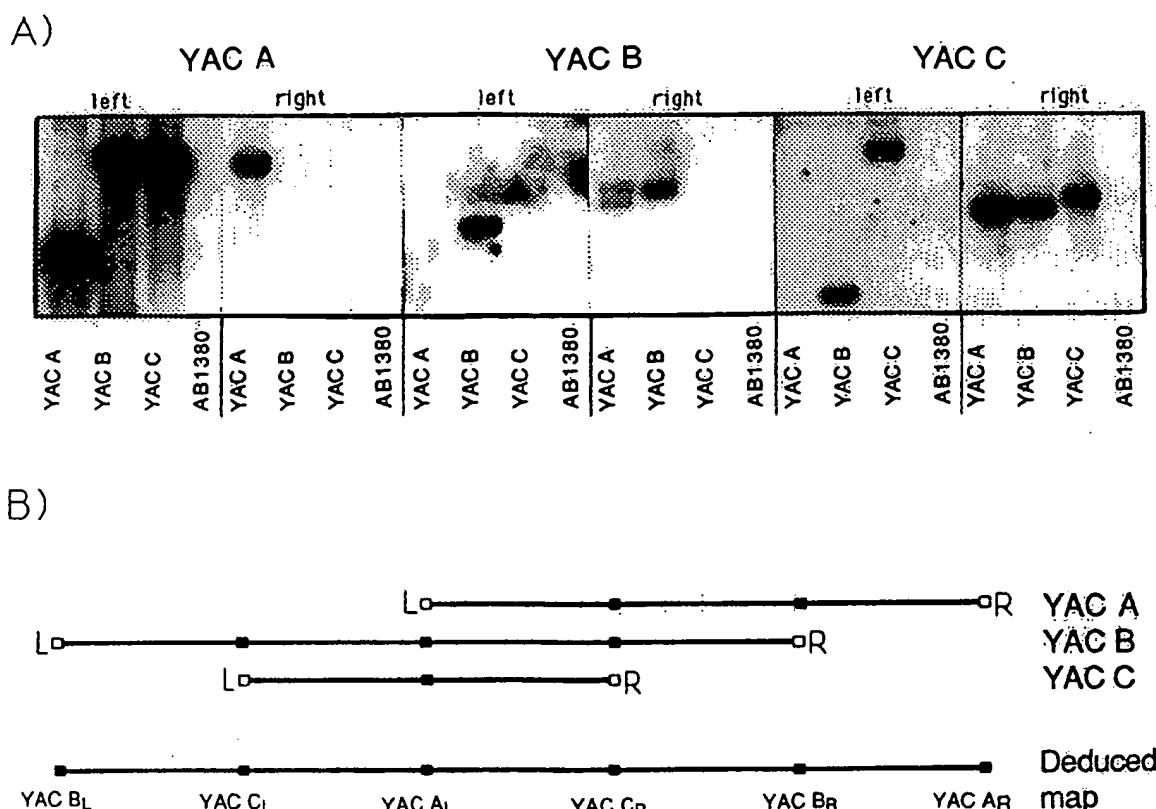 A)
YAC A YAC B YAC C
left right left right left right
YAC A YAC B YAC C AB1380 YAC A YAC B YAC C AB1380 YAC A YAC B YAC C AB1380 YAC A YAC B YAC C AB1380 YAC A YAC B YAC C AB1380 YAC A YAC B YAC C AB1380
B)
L R YAC A
L R YAC B
L R YAC C
Deduced
YAC BL YAC CL YAC AL YAC CR YAC BR YAC AR map